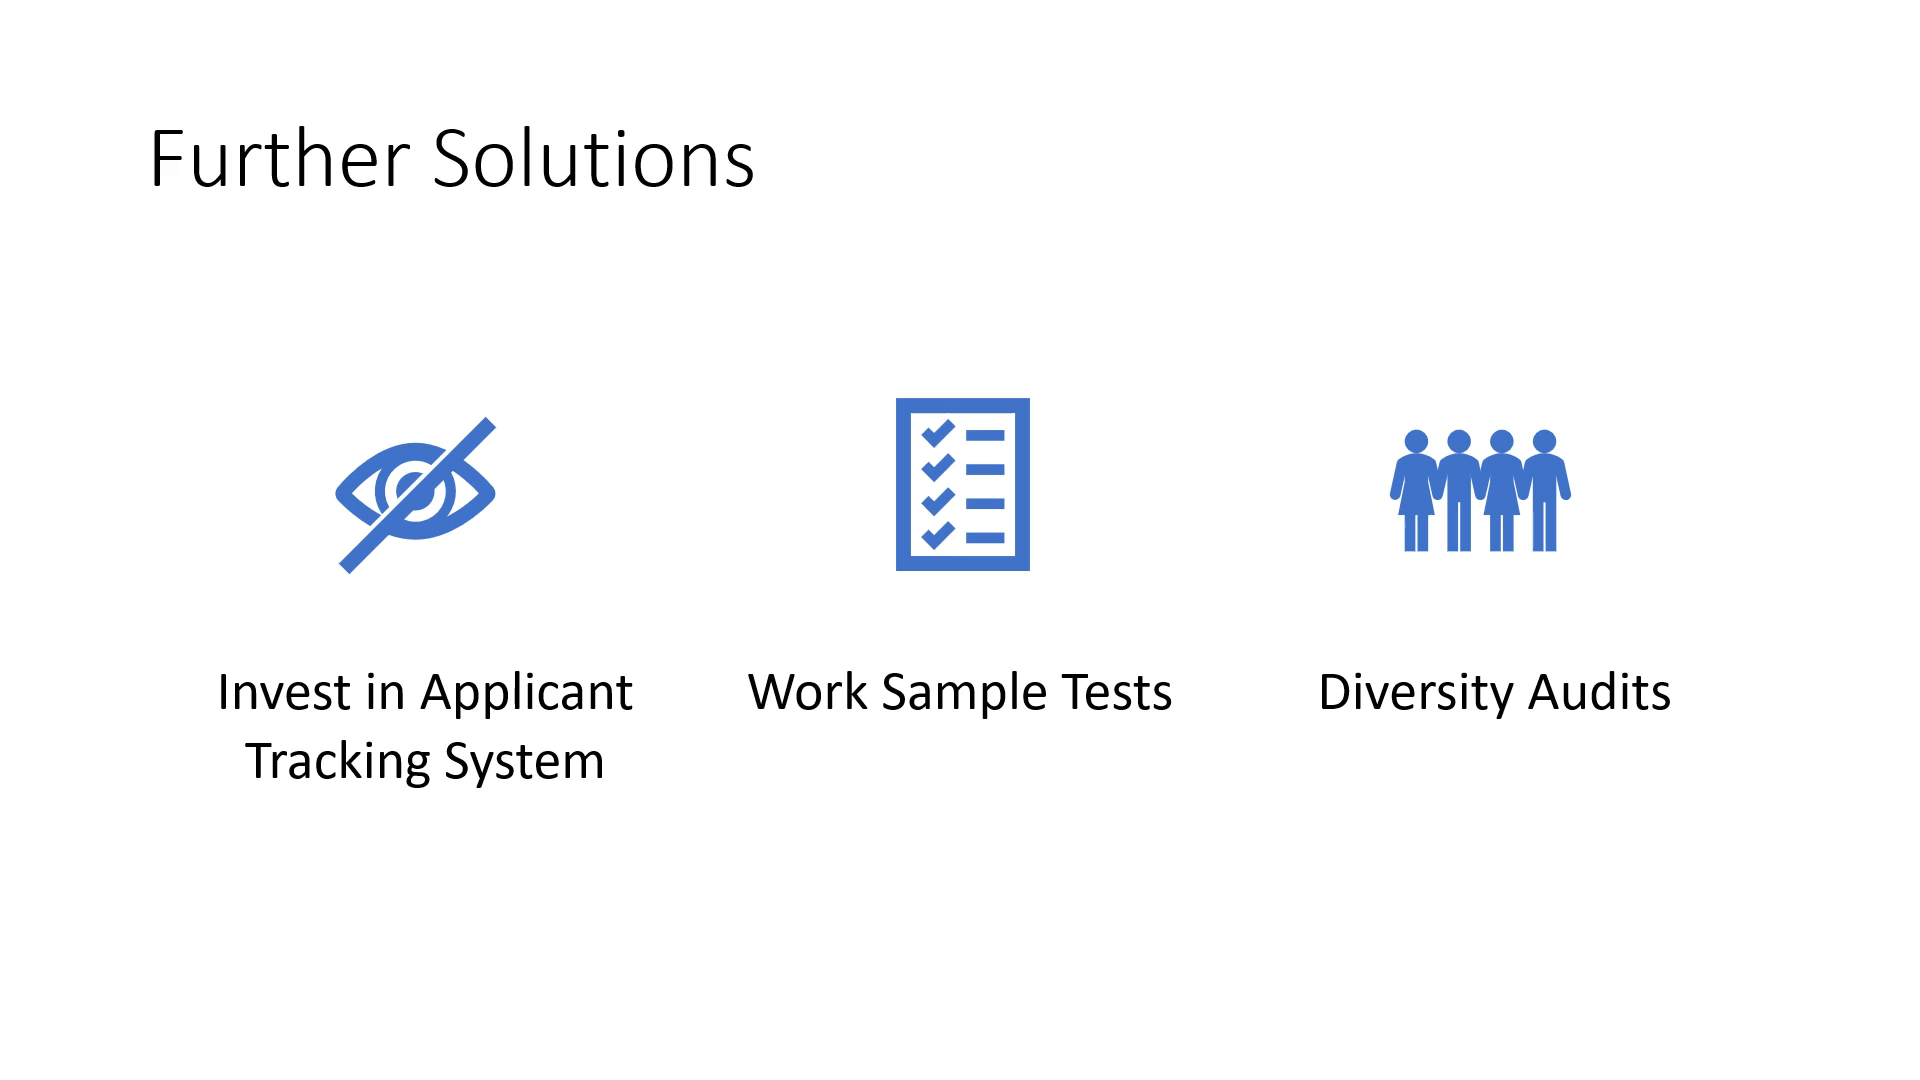 Further Solutions
Invest in Applicant
Tracking System
Work Sample Tests
Diversity Audits